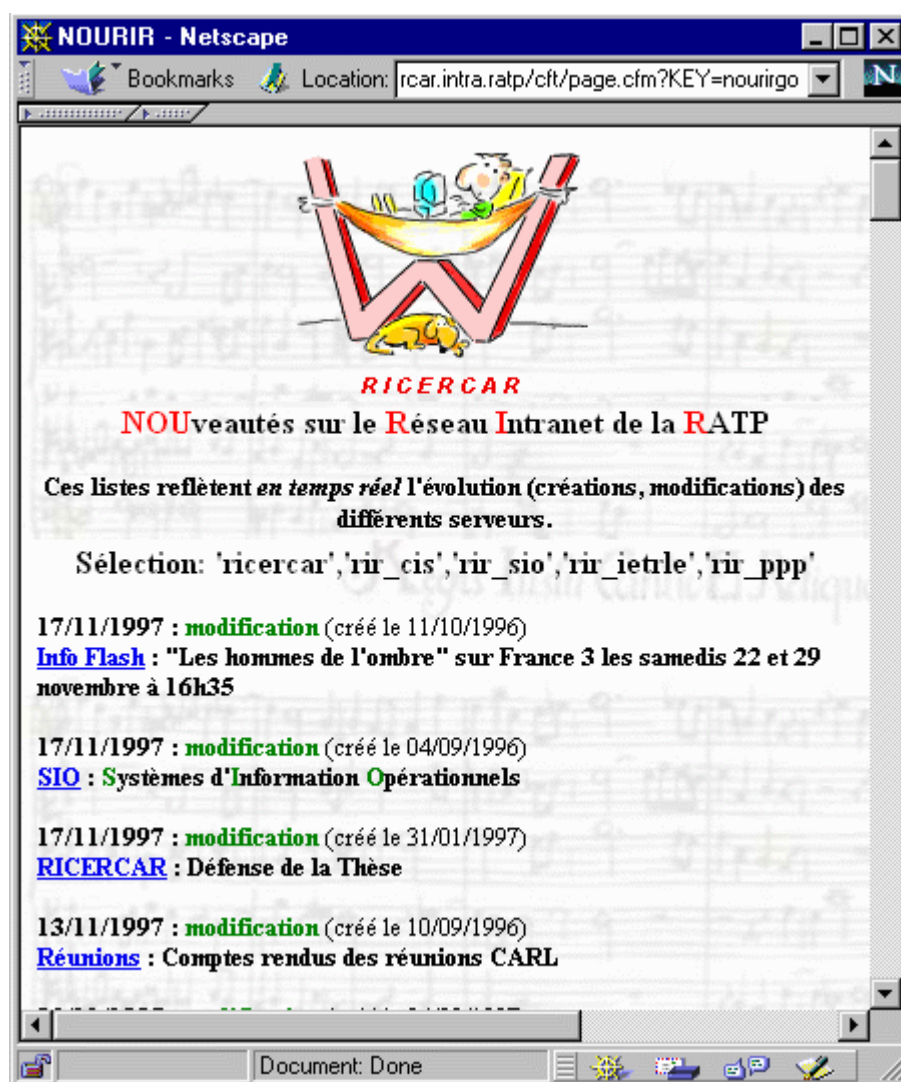 NOURIR - Netscape
Bookmarks Location: rcar.intra.ratp/cft/page.cfm?KEY=nourirgo N
RICERCAR
NOUveautés sur le Réseau Intranet de la RATP
Ces listes reflètent en temps réel l'évolution (créations, modifications) des
différents serveurs.
Sélection: 'ricercar','rir_cis','rir_sio','rir_ietrle','rir_ppp'
17/11/1997 : modification (créé le 11/10/1996)
Info Flash : "Les hommes de l'ombre" sur France 3 les samedis 22 et 29
novembre à 16h35
17/11/1997 : modification (créé le 04/09/1996)
SIO : Systèmes d'Information Opérationnels
17/11/1997 : modification (créé le 31/01/1997)
RICERCAR : Défense de la Thèse
13/11/1997 : modification (créé le 10/09/1996)
Réunions : Comptes rendus des réunions CARL
Document: Done